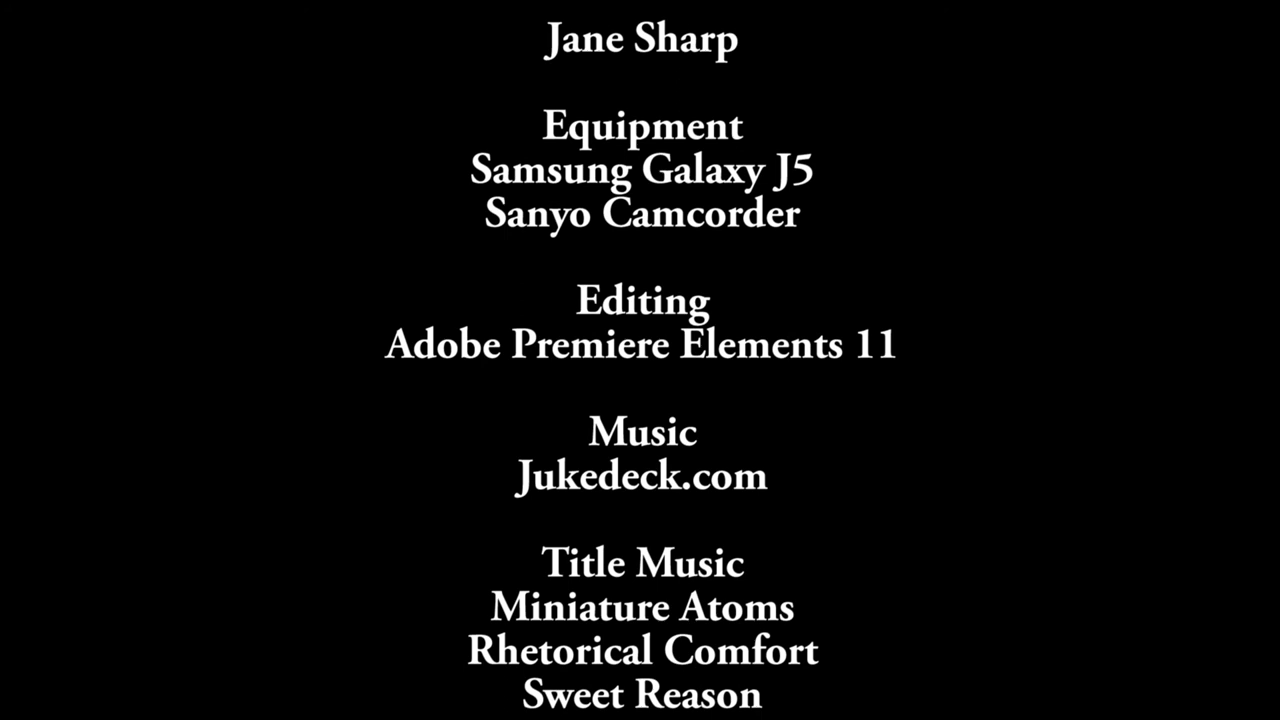 Jane Sharp
Equipment
Samsung Galaxy J5
Sanyo Camcorder
Editing
Adobe Premiere Elements 11
Music
Jukedeck.com
Title Music
Miniature Atoms
Rhetorical Comfort
Sweet Reason